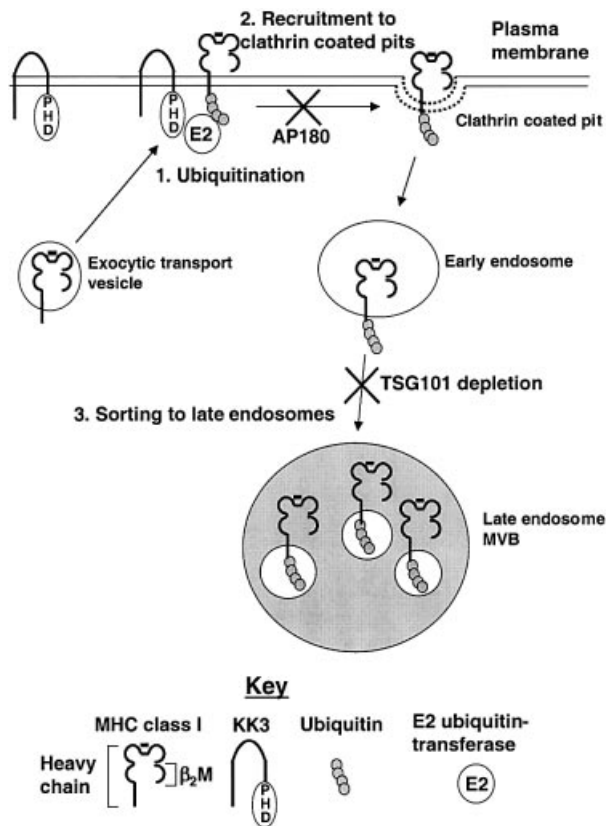 2. Recruitment to
clathrin coated pits
Plasma
membrane
PHD
PHD
E2
AP180
Clathrin coated pit
1. Ubiquitination
Exocytic transport
vesicle
Early endosome
TSG101 depletion
3. Sorting to late endosomes
Late endosome
MVB
Key
MHC class I
KK3
Ubiquitin
E2 ubiquitin-
transferase
Heavy
chain
β₂M
PHD
E2